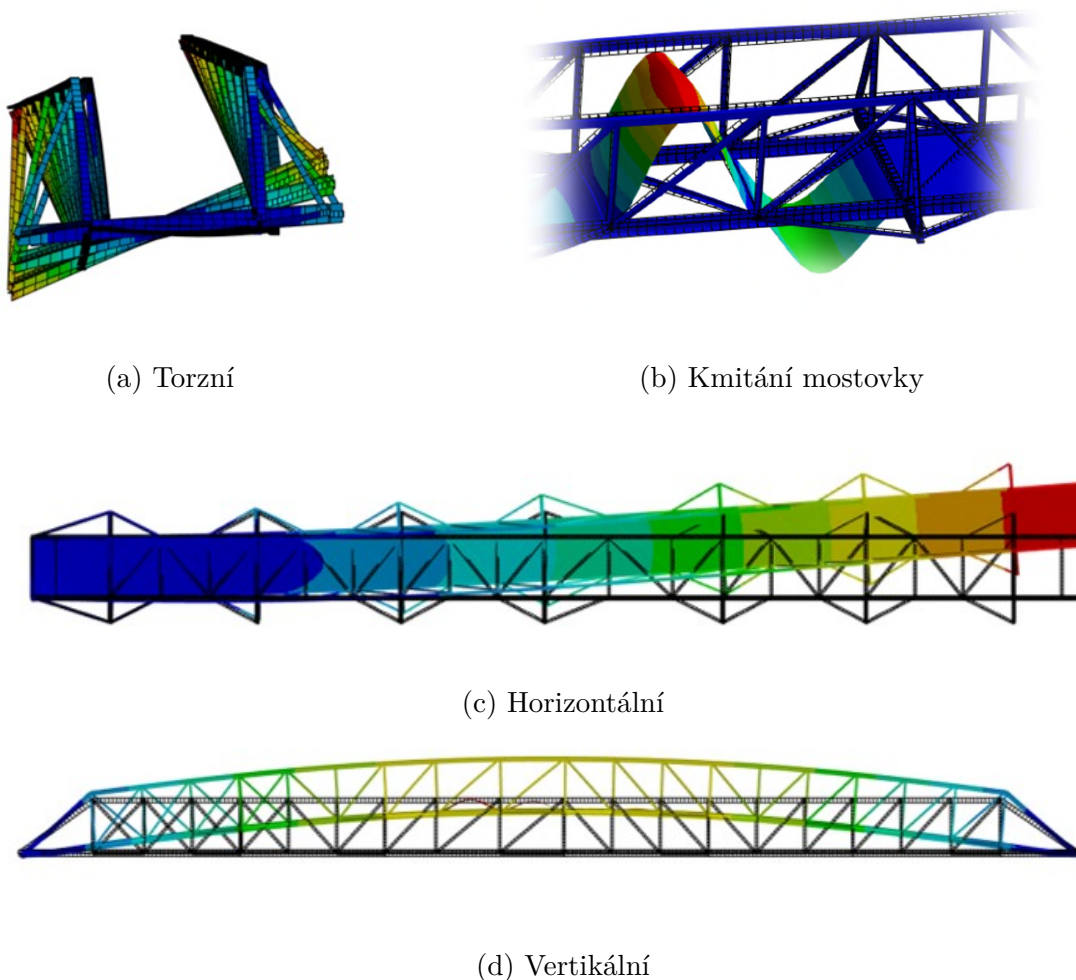 (a) Torzní
(b) Kmitání mostovky
(c) Horizontální
(d) Vertikální